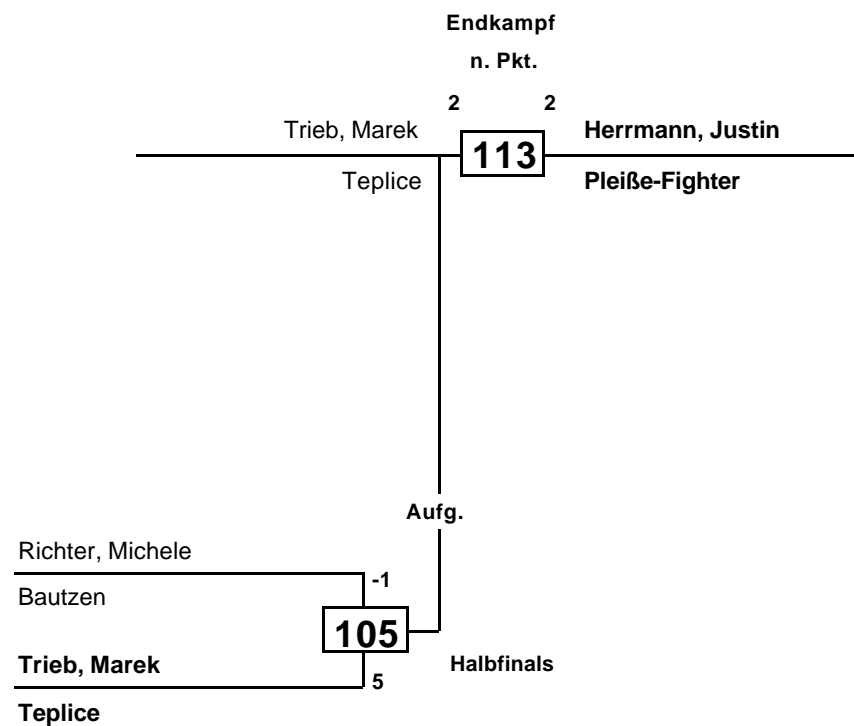 Endkampf
n. Pkt.
2 2
Trieb, Marek 113 Herrmann, Justin
Teplice Pleiße-Fighter
Aufg.
Richter, Michele
-1
Bautzen
105
Trieb, Marek Halbfinals
5
Teplice